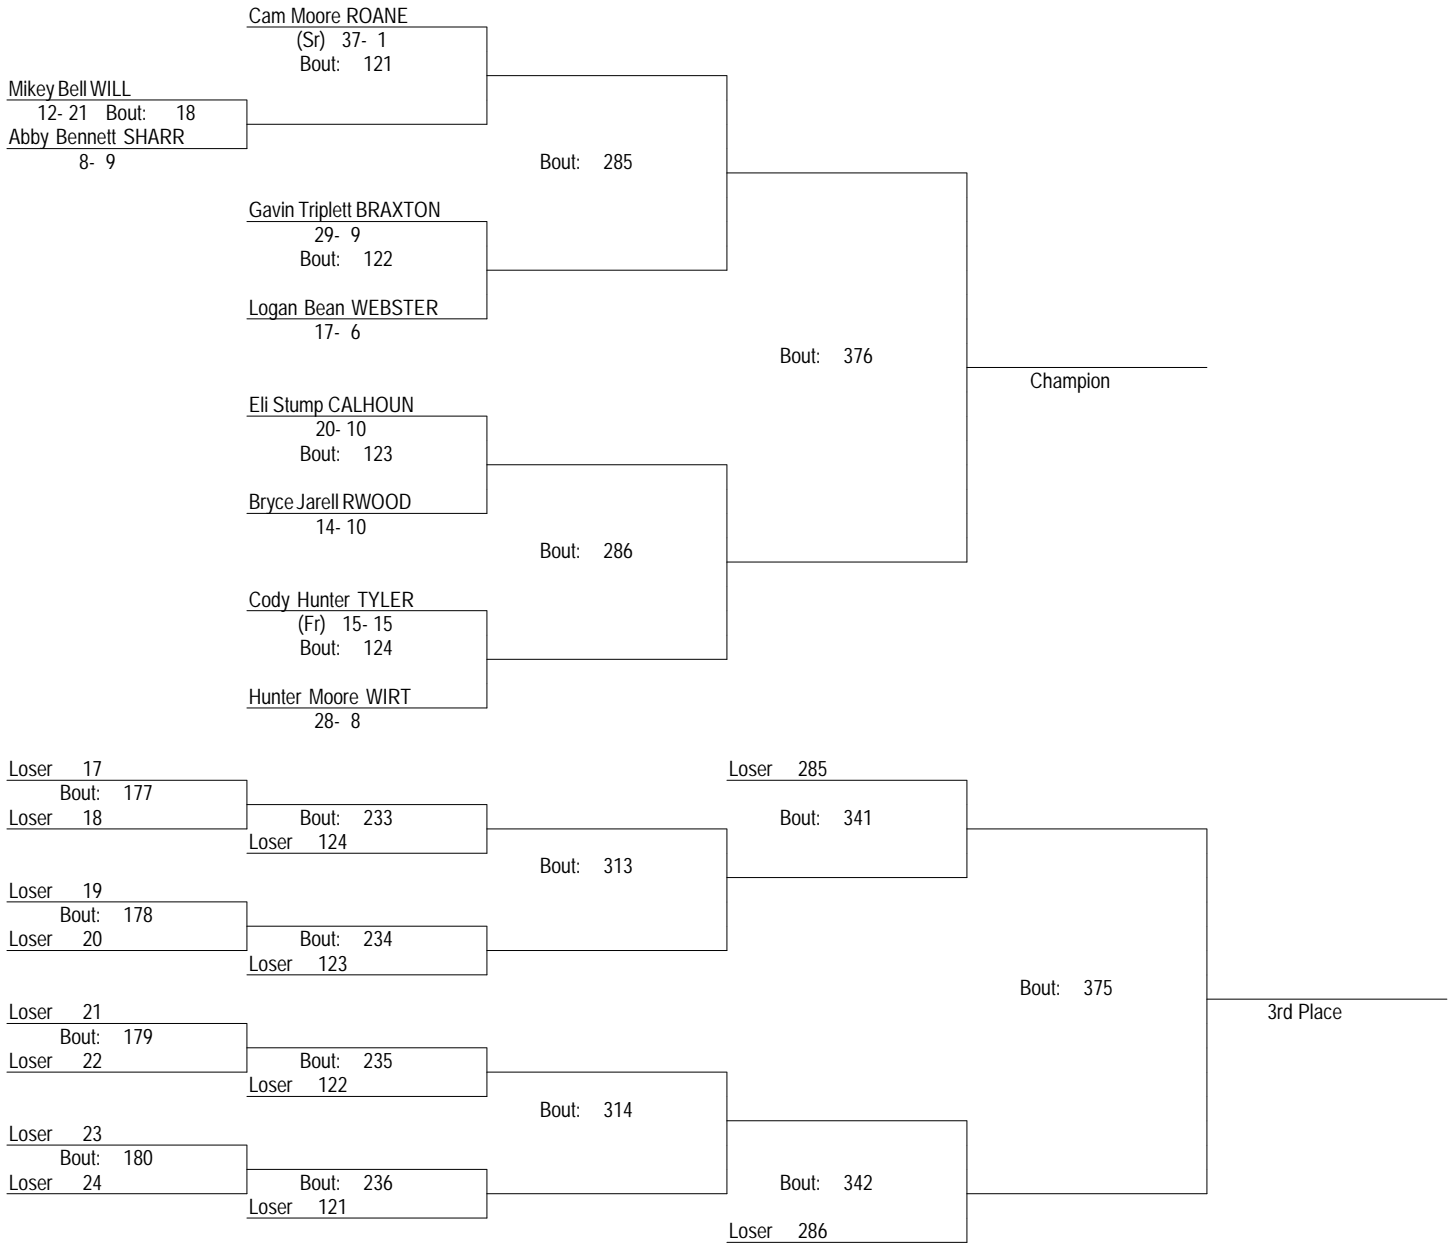 Cam Moore ROANE
(Sr) 37- 1
Bout: 121
Mikey Bell WILL
12- 21 Bout: 18
Abby Bennett SHARR
8- 9
Bout: 285
Gavin Triplett BRAXTON
29- 9
Bout: 122
Logan Bean WEBSTER
17- 6
Bout: 376
Champion
Eli Stump CALHOUN
20- 10
Bout: 123
Bryce Jarell RWOOD
14- 10
Bout: 286
Cody Hunter TYLER
(Fr) 15- 15
Bout: 124
Hunter Moore WIRT
28- 8
Loser 17
Bout: 177
Loser 18
Bout: 233
Loser 124
Bout: 313
Loser 285
Bout: 341
Loser 19
Bout: 178
Loser 20
Bout: 234
Loser 123
Bout: 375
3rd Place
Loser 21
Bout: 179
Loser 22
Bout: 235
Loser 122
Bout: 314
Loser 23
Bout: 180
Loser 24
Bout: 236
Loser 121
Bout: 342
Loser 286